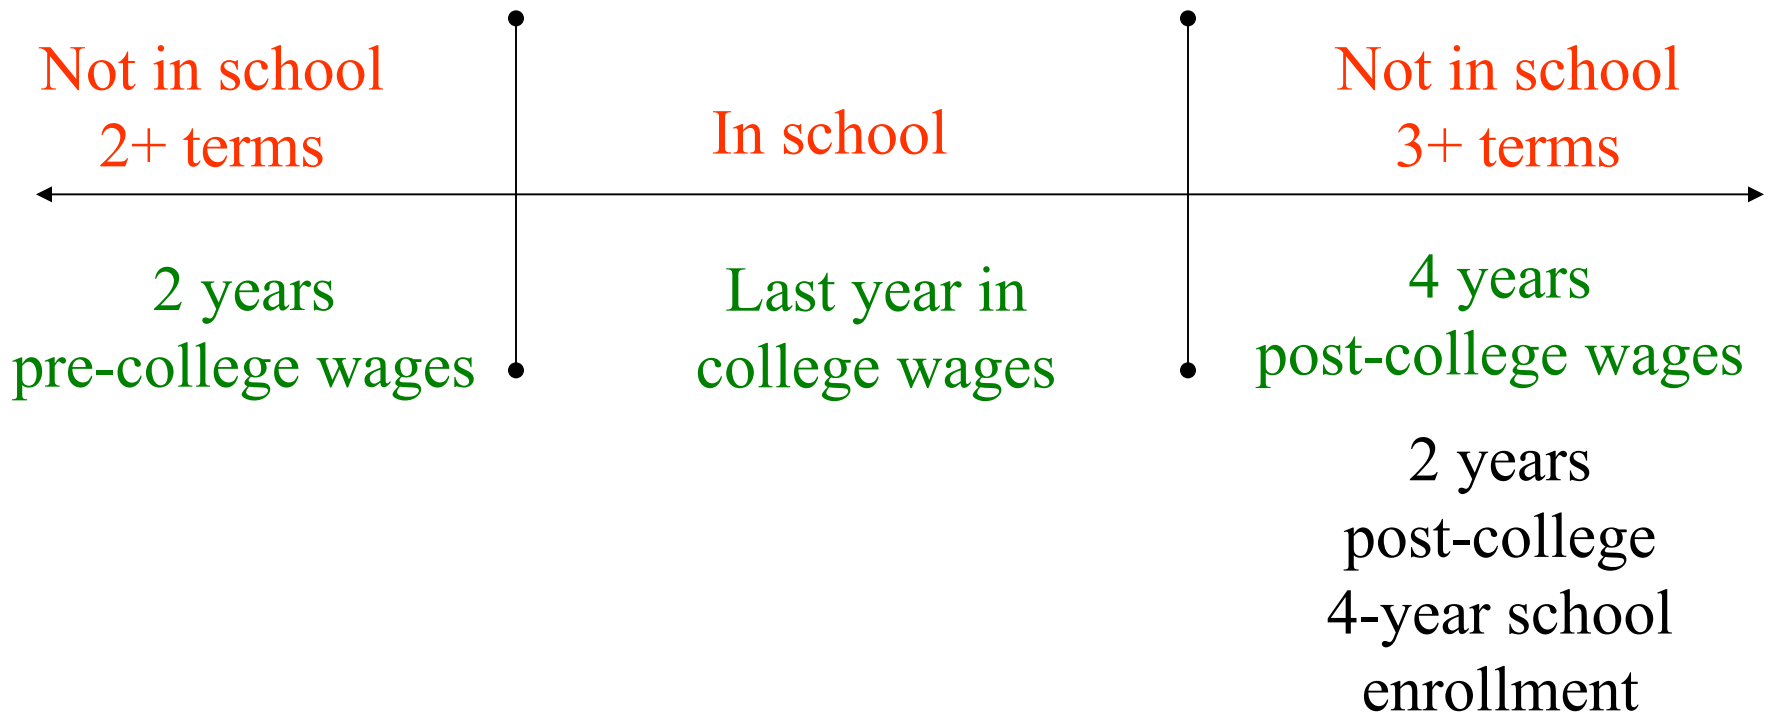 Not in school
2+ terms
In school
Not in school
3+ terms
2 years
pre-college wages
Last year in
college wages
4 years
post-college wages
2 years
post-college
4-year school
enrollment